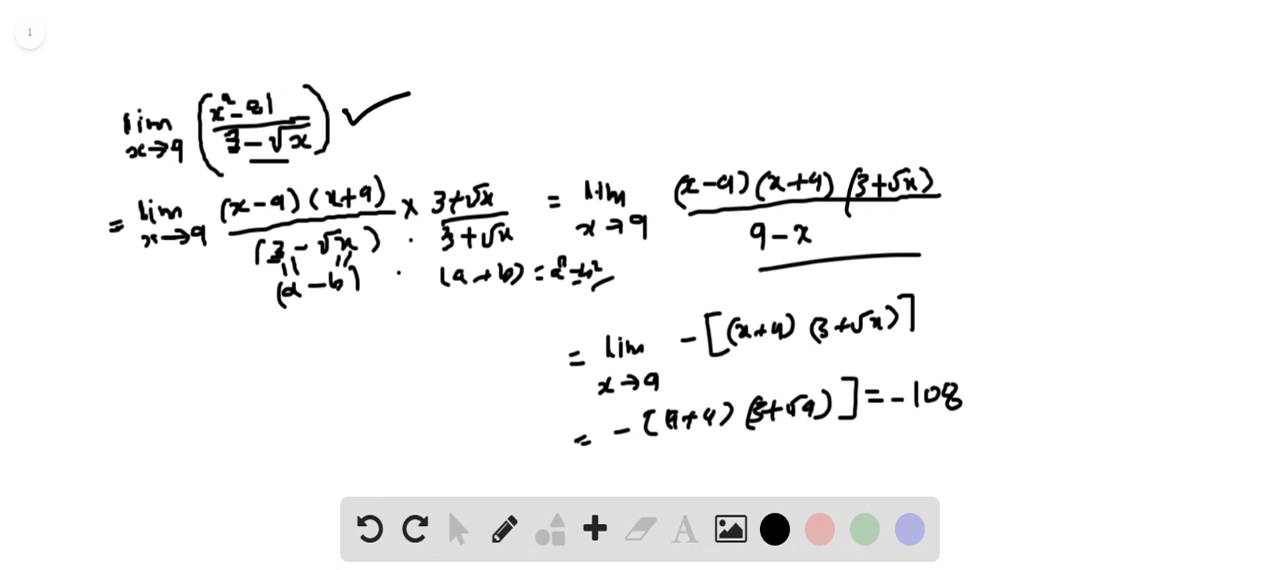 1
lim x→9 (x²-81 / 3-√x) ✓
= lim x→9 (x-9)(x+9) / (3-√x) × 3+√x / 3+√x = lim x→9 (x-9)(x+9)(3+√x) / 9-x
(a-b) · (a+b) = a²-b²
= lim x→9 -[(x+9)(3+√x)]
= -[(9+9)(3+√9)] = -108
A